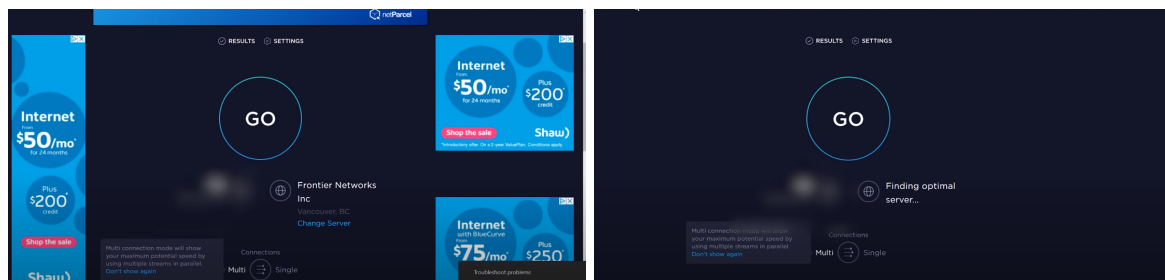 netParcel
RESULTS SETTINGS
Internet
From
$50/mo*
for 24 months
Plus
$200*
credit
Shop the sale
Shaw)
GO
Frontier Networks
Inc
Vancouver, BC
Change Server
Multi connection mode will show
your maximum potential speed by
using multiple streams in parallel.
Don't show again
Connections
Multi Single
Internet
From
$50/mo*
for 24 months
Plus
$200*
credit
Shop the sale
Shaw)
*Introductory offer. On a 2-year ValuePlan. Conditions apply.
Internet
with BlueCurve
From
$75/mo*
Plus
$250*
Troubleshoot problems
RESULTS SETTINGS
GO
Finding optimal
server...
Multi connection mode will show
your maximum potential speed by
using multiple streams in parallel.
Don't show again
Connections
Multi Single